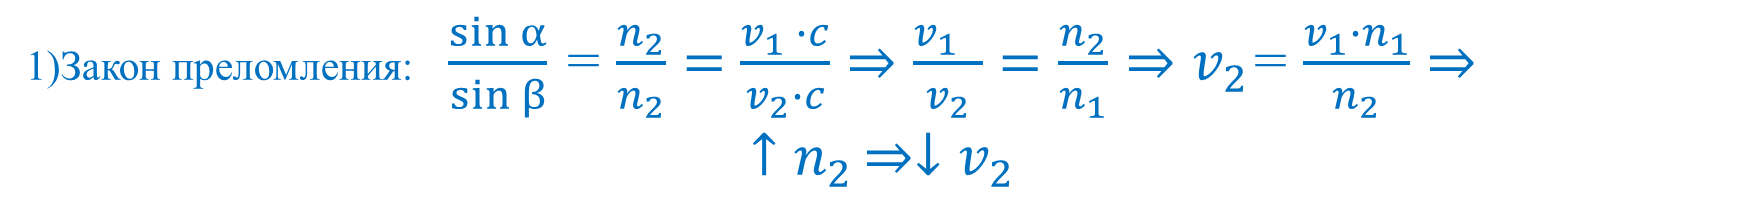 1)Закон преломления: sin α / sin β = n₂ / n₂ = v₁ ·c / v₂·c ⇒ v₁ / v₂ = n₂ / n₁ ⇒ v₂ = v₁·n₁ / n₂ ⇒
↑ n₂ ⇒↓ v₂